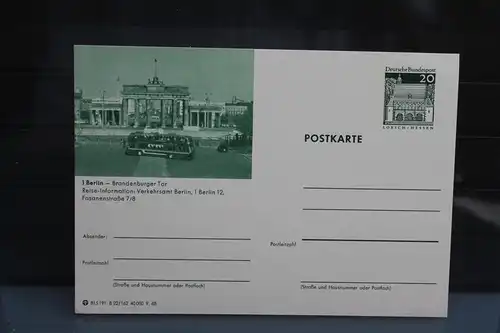 Deutsche Bundespost
20
LORSCH · HESSEN
POSTKARTE
1 Berlin – Brandenburger Tor
Reise-Information: Verkehrsamt Berlin, 1 Berlin 12,
Fasanenstraße 7/8
Absender:
Postleitzahl
(Straße und Hausnummer oder Postfach)
Postleitzahl
(Straße und Hausnummer oder Postfach)